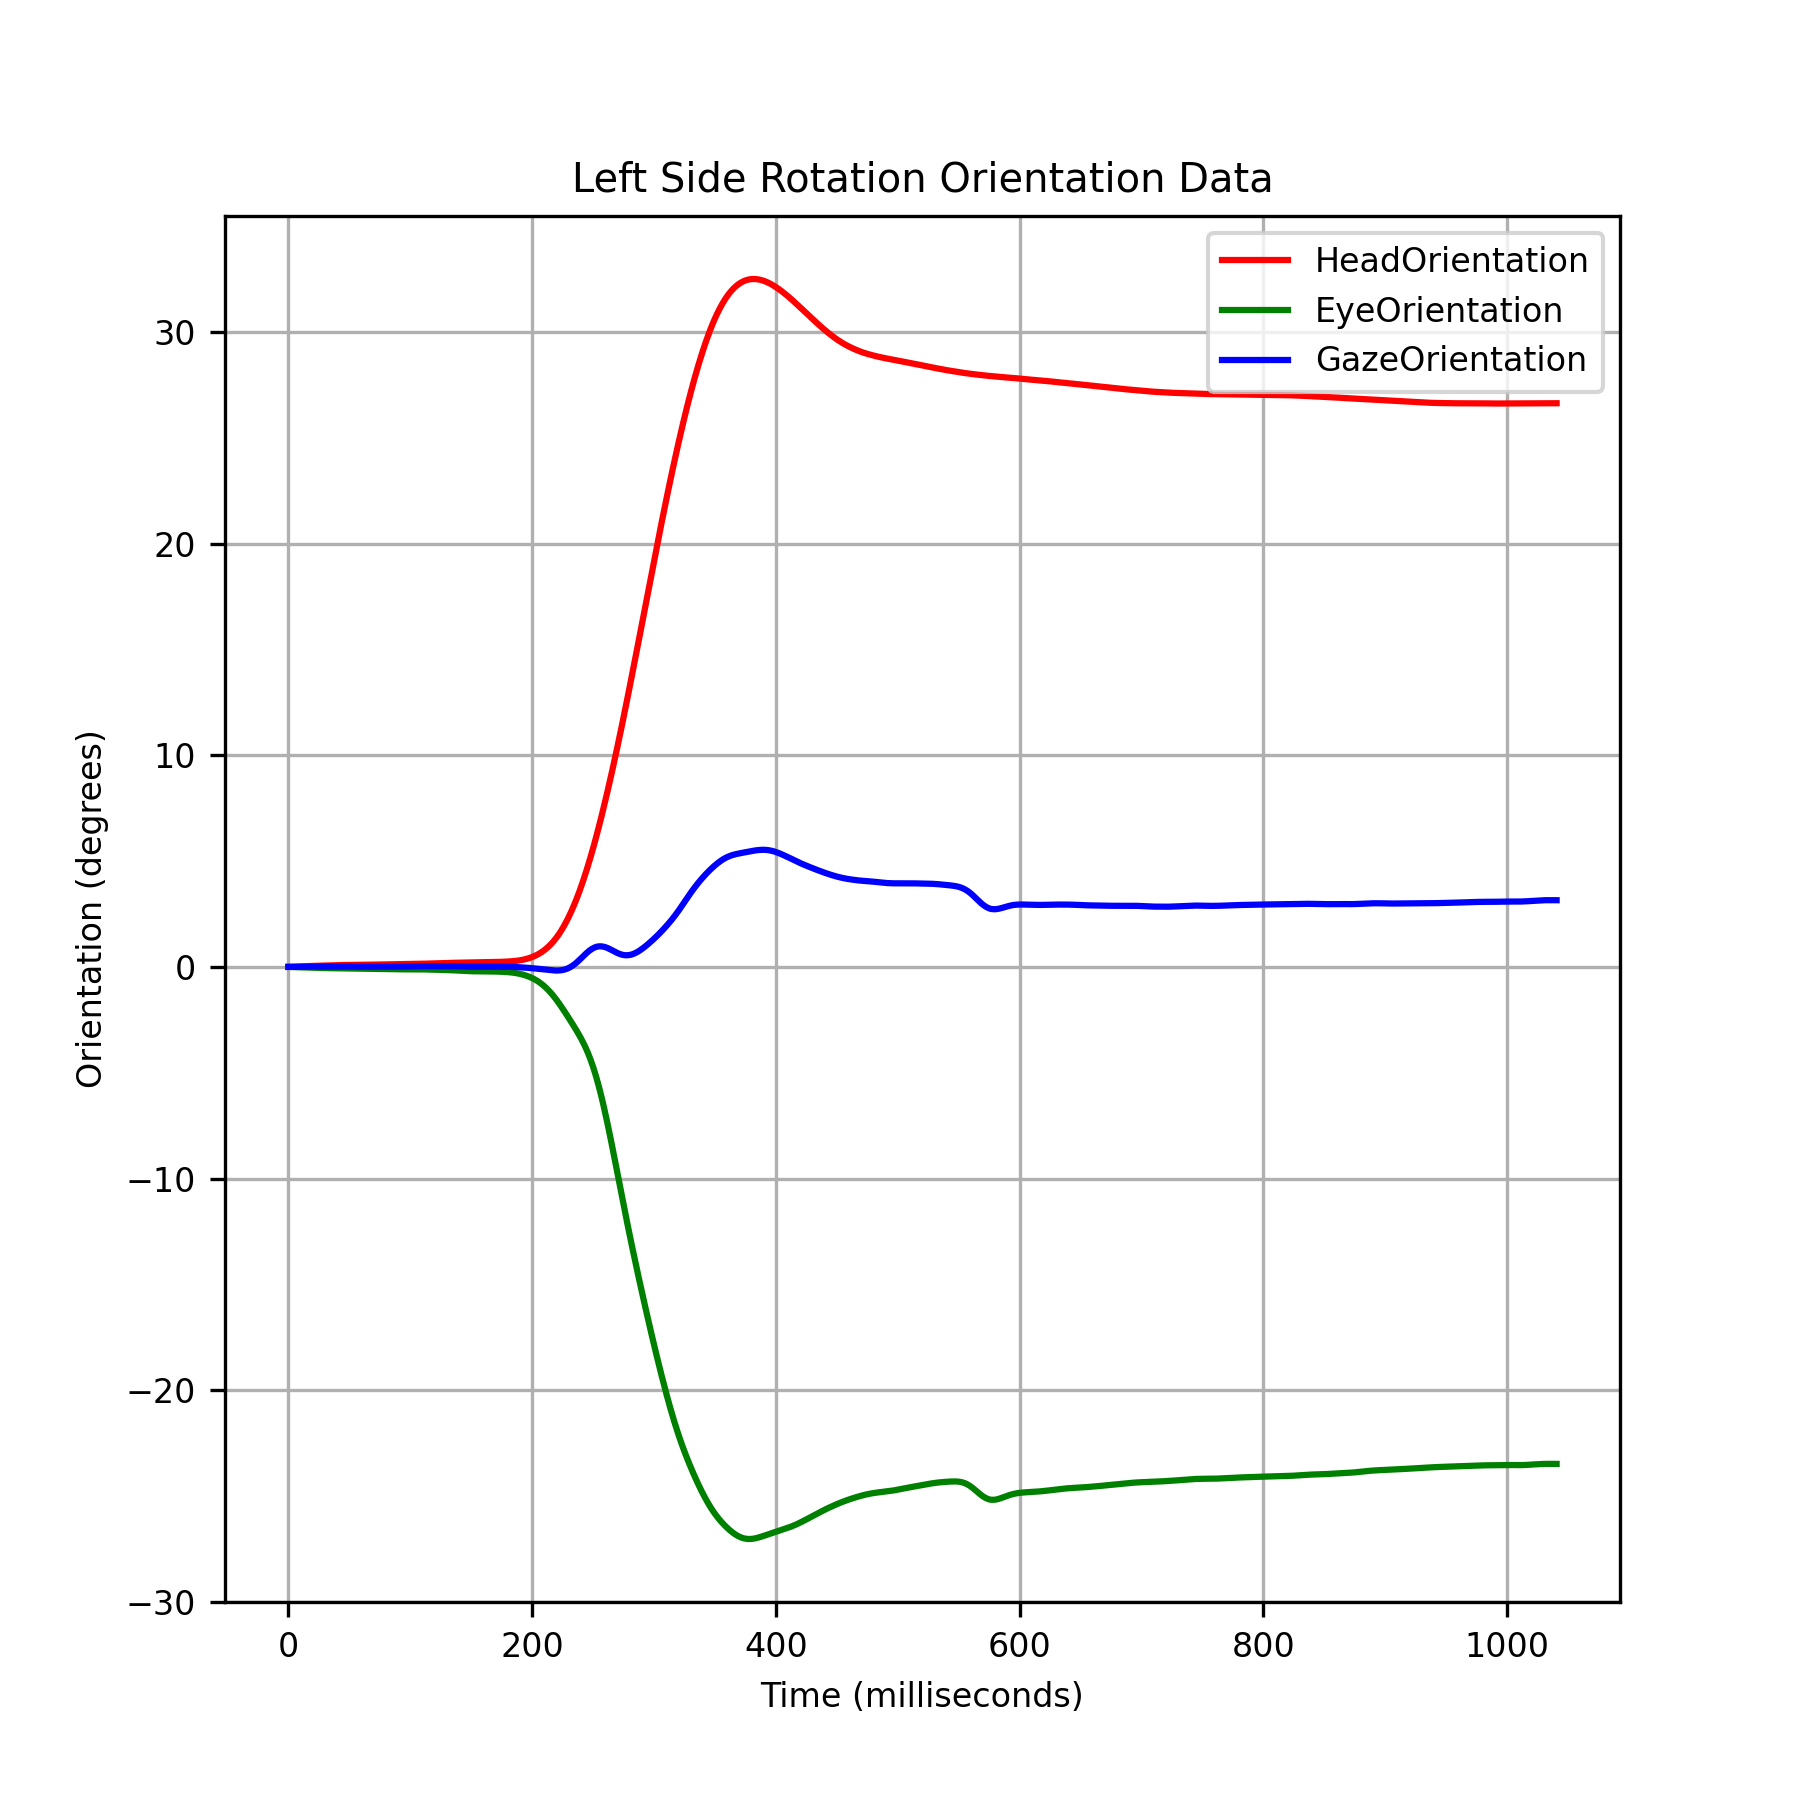 Left Side Rotation Orientation Data
HeadOrientation
EyeOrientation
GazeOrientation
30
20
10
0
−10
−20
−30
Orientation (degrees)
0 200 400 600 800 1000
Time (milliseconds)